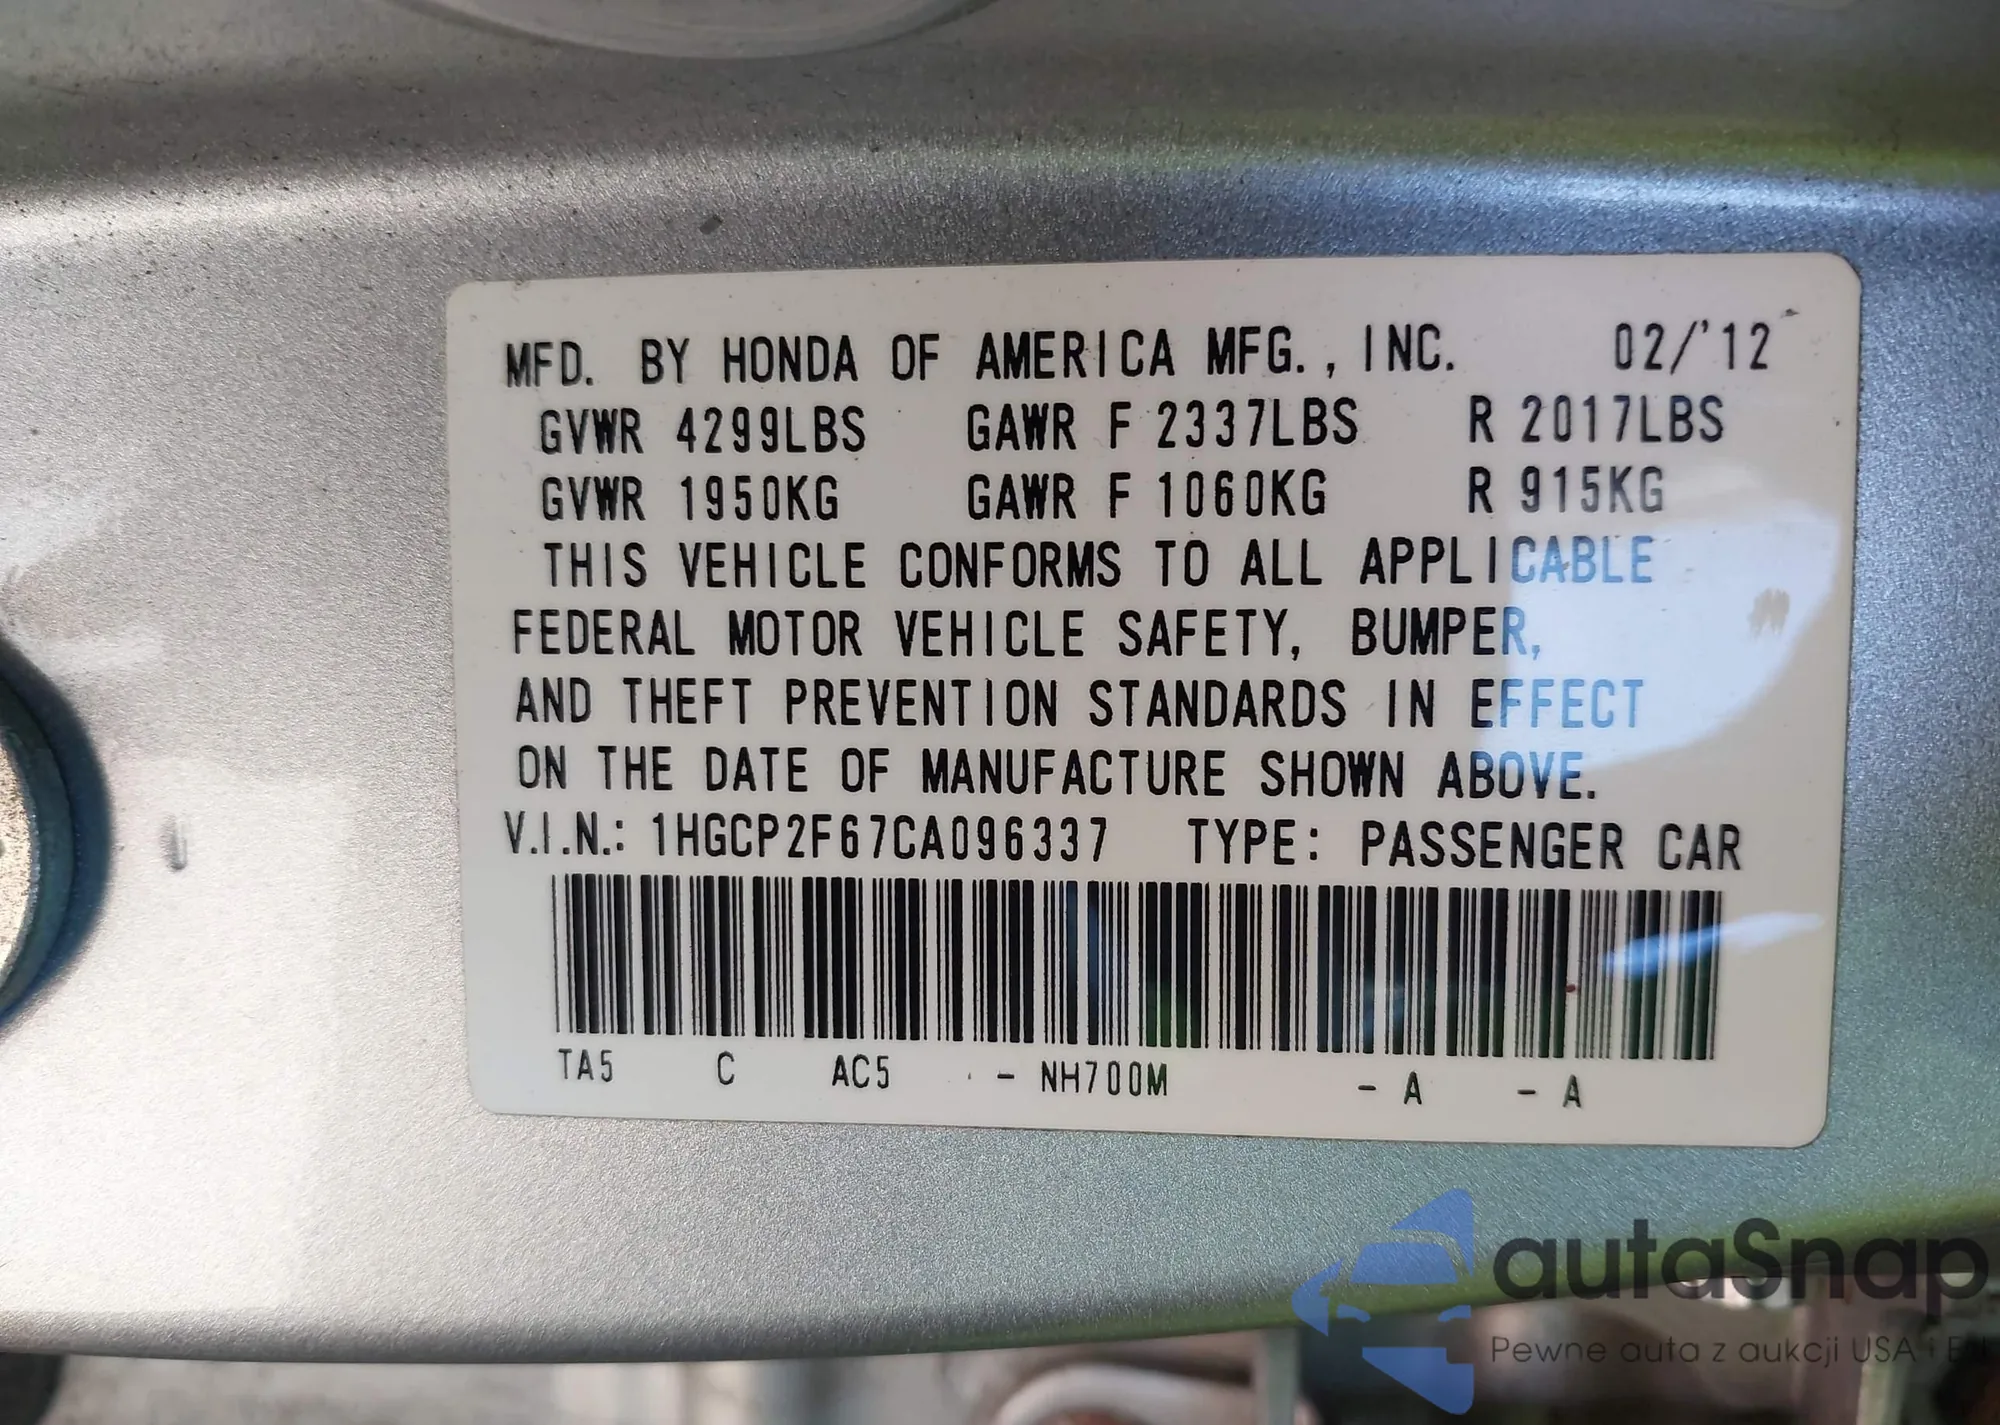 MFD. BY HONDA OF AMERICA MFG., INC. 02/'12
GVWR 4299LBS GAWR F 2337LBS R 2017LBS
GVWR 1950KG GAWR F 1060KG R 915KG
THIS VEHICLE CONFORMS TO ALL APPLICABLE
FEDERAL MOTOR VEHICLE SAFETY, BUMPER,
AND THEFT PREVENTION STANDARDS IN EFFECT
ON THE DATE OF MANUFACTURE SHOWN ABOVE.
V.I.N.: 1HGCP2F67CA096337 TYPE: PASSENGER CAR
TA5 C AC5 - NH700M - A - A
autaSnap
Pewne auta z aukcji USA i